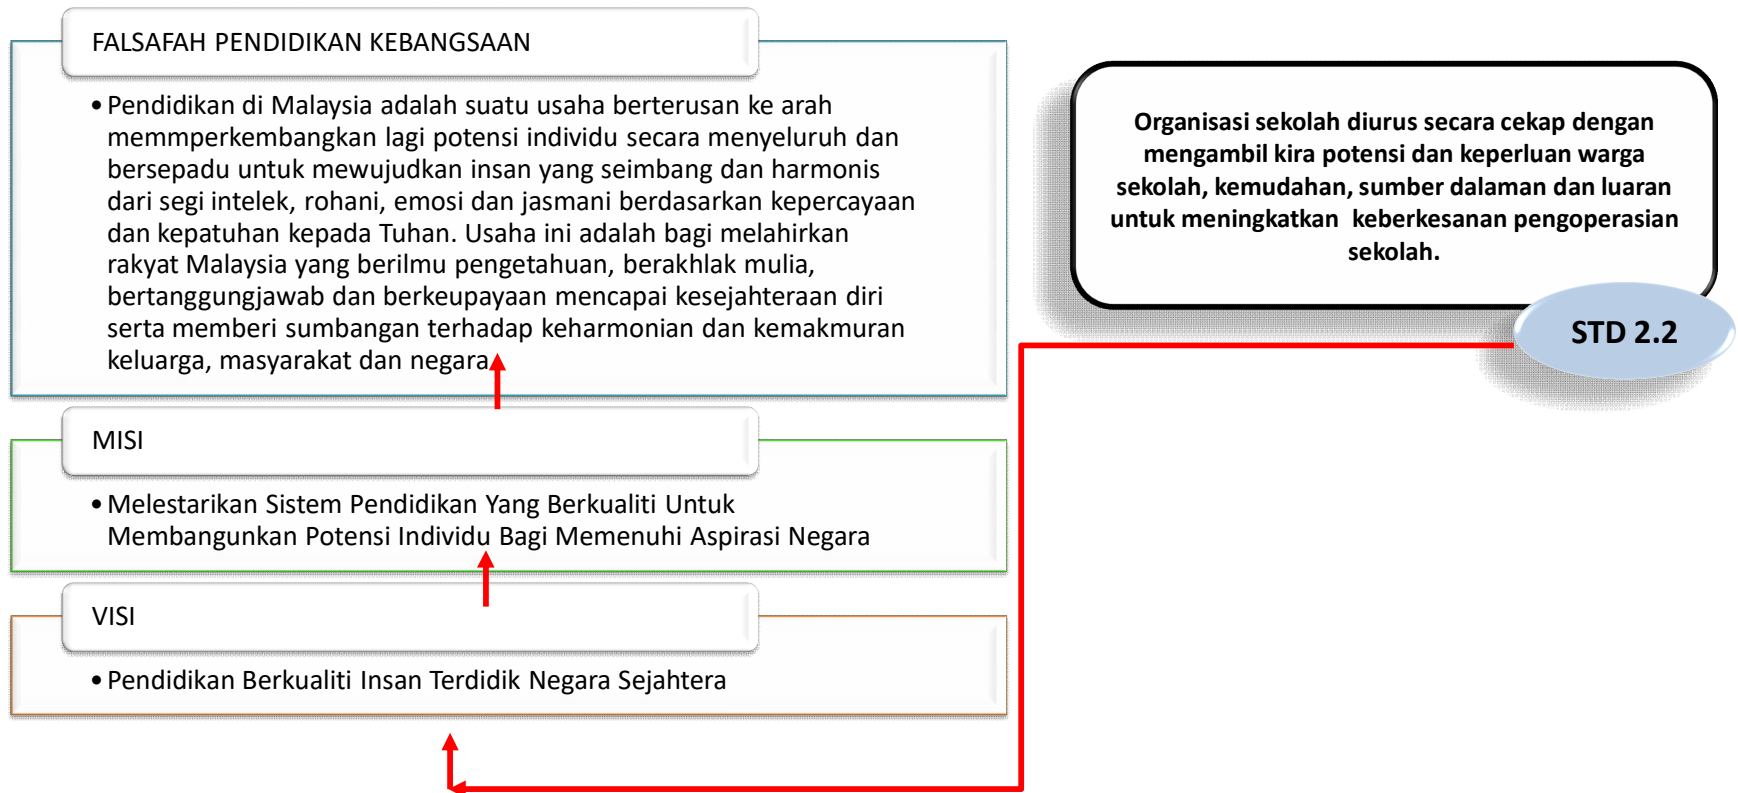 FALSAFAH PENDIDIKAN KEBANGSAAN
• Pendidikan di Malaysia adalah suatu usaha berterusan ke arah
memmperkembangkan lagi potensi individu secara menyeluruh dan
bersepadu untuk mewujudkan insan yang seimbang dan harmonis
dari segi intelek, rohani, emosi dan jasmani berdasarkan kepercayaan
dan kepatuhan kepada Tuhan. Usaha ini adalah bagi melahirkan
rakyat Malaysia yang berilmu pengetahuan, berakhlak mulia,
bertanggungjawab dan berkeupayaan mencapai kesejahteraan diri
serta memberi sumbangan terhadap keharmonian dan kemakmuran
keluarga, masyarakat dan negara
MISI
• Melestarikan Sistem Pendidikan Yang Berkualiti Untuk
Membangunkan Potensi Individu Bagi Memenuhi Aspirasi Negara
VISI
• Pendidikan Berkualiti Insan Terdidik Negara Sejahtera
Organisasi sekolah diurus secara cekap dengan
mengambil kira potensi dan keperluan warga
sekolah, kemudahan, sumber dalaman dan luaran
untuk meningkatkan  keberkesanan pengoperasian
sekolah.
STD 2.2